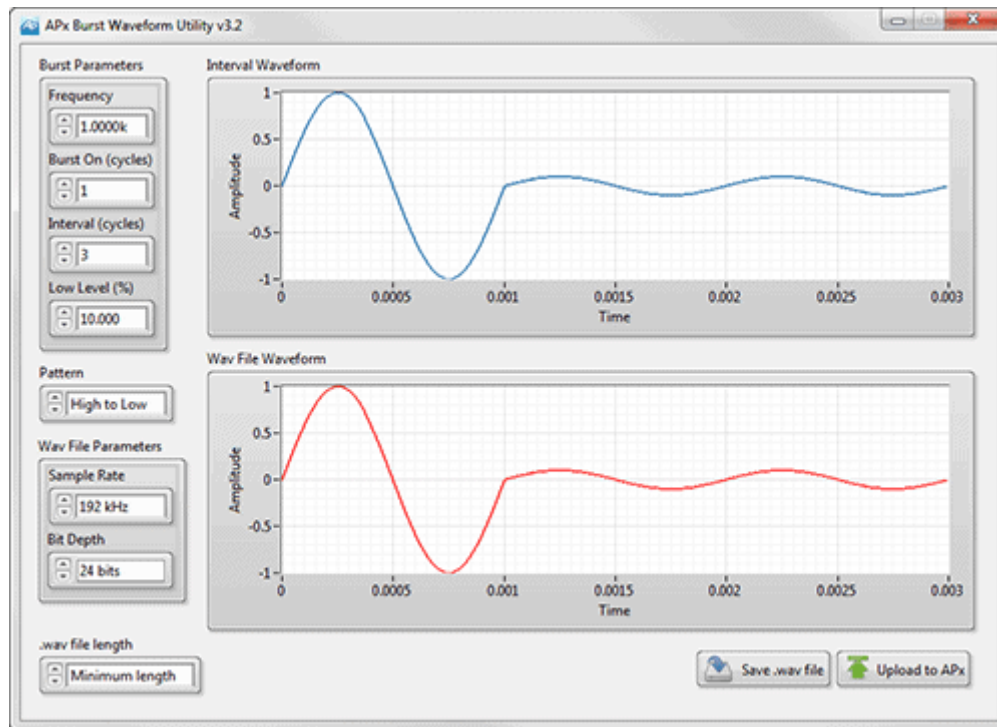 APx Burst Waveform Utility v3.2
Burst Parameters
Frequency
1.0000k
Burst On (cycles)
1
Interval (cycles)
3
Low Level (%)
10.000
Pattern
High to Low
Wav File Parameters
Sample Rate
192 kHz
Bit Depth
24 bits
.wav file length
Minimum length
Interval Waveform
Amplitude
1
0.5
0
-0.5
-1
0 0.0005 0.001 0.0015 0.002 0.0025 0.003
Time
Wav File Waveform
Amplitude
1
0.5
0
-0.5
-1
0 0.0005 0.001 0.0015 0.002 0.0025 0.003
Time
Save .wav file
Upload to APx